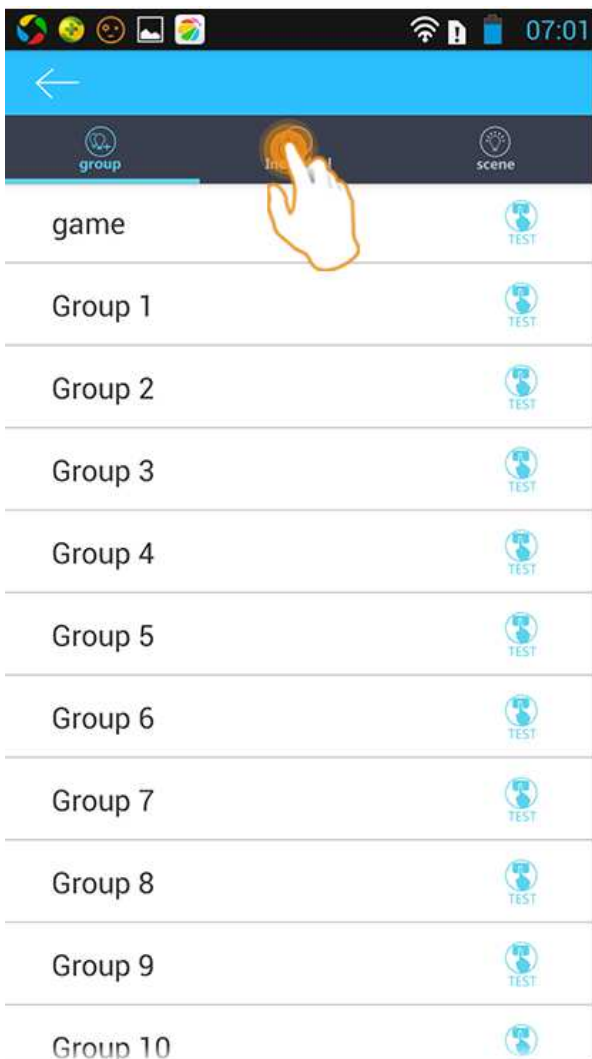 07:01
group
scene
game
TEST
Group 1
TEST
Group 2
TEST
Group 3
TEST
Group 4
TEST
Group 5
TEST
Group 6
TEST
Group 7
TEST
Group 8
TEST
Group 9
TEST
Group 10